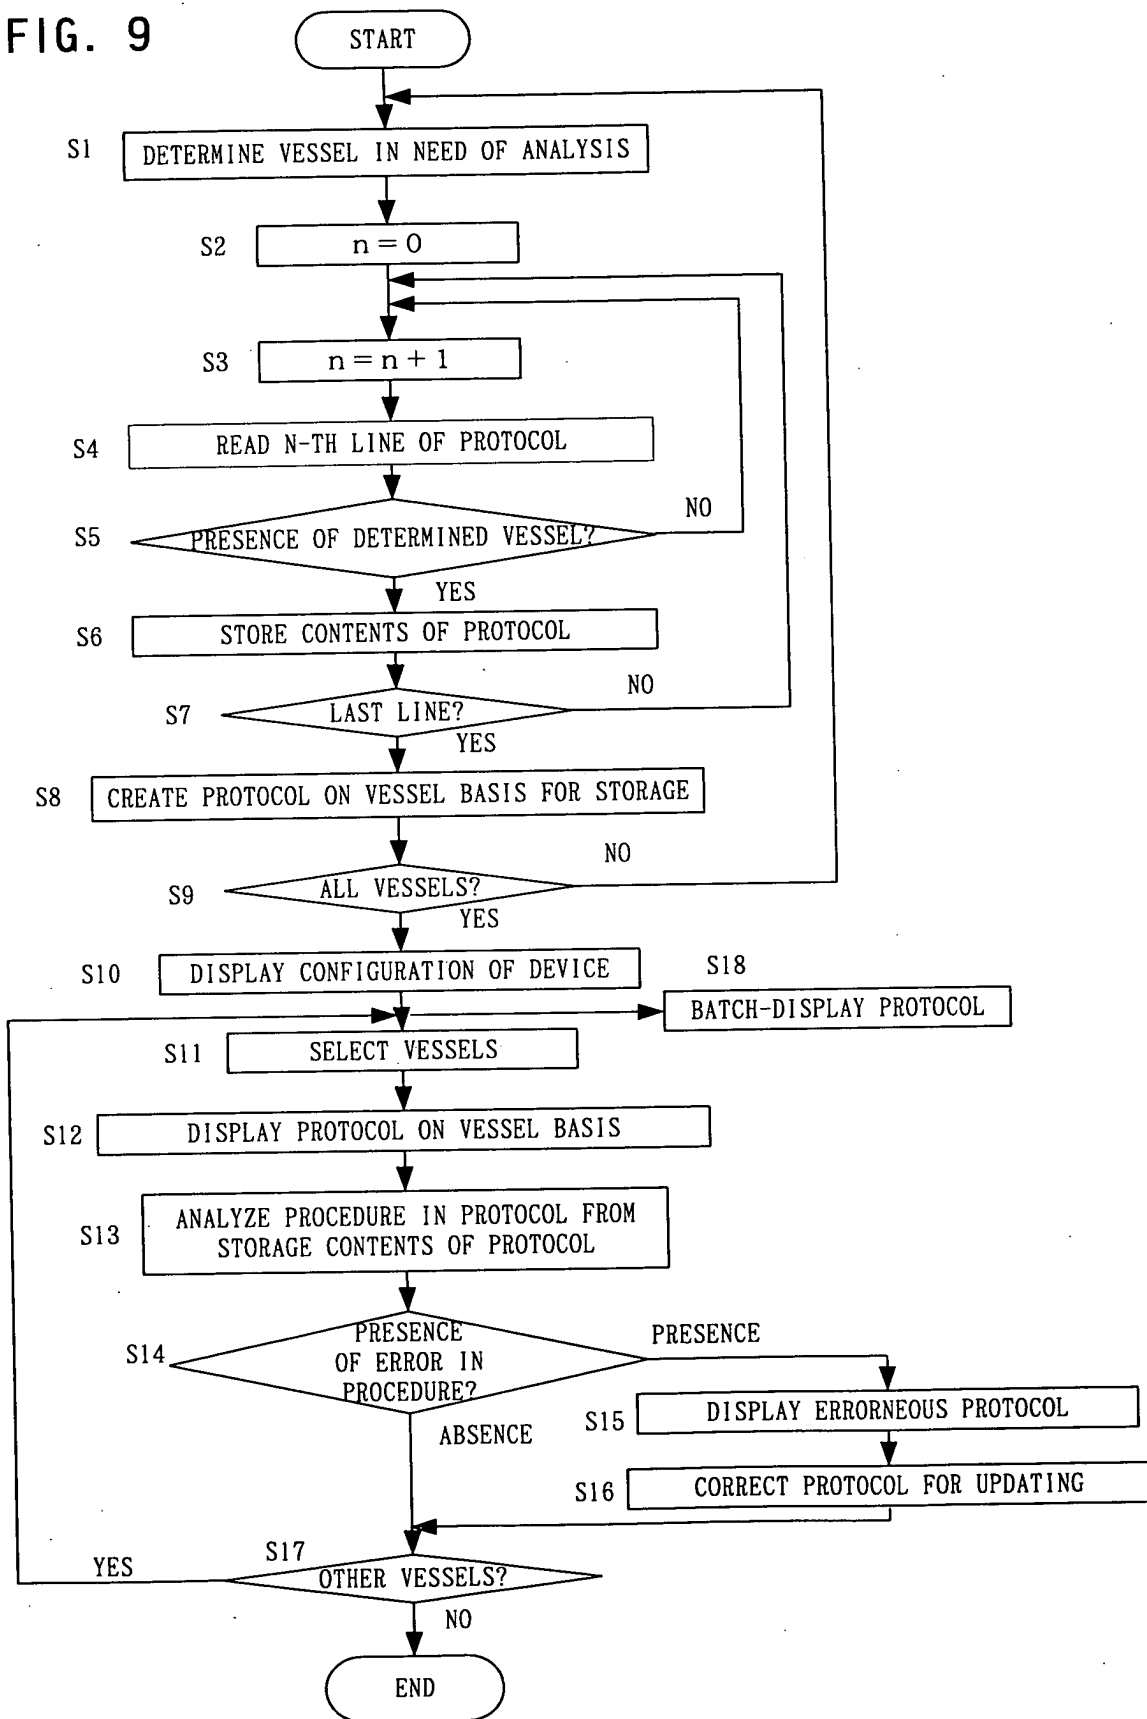 FIG. 9
START
S1
DETERMINE VESSEL IN NEED OF ANALYSIS
S2
n = 0
S3
n = n + 1
S4
READ N-TH LINE OF PROTOCOL
S5
PRESENCE OF DETERMINED VESSEL?
NO
YES
S6
STORE CONTENTS OF PROTOCOL
S7
LAST LINE?
NO
YES
S8
CREATE PROTOCOL ON VESSEL BASIS FOR STORAGE
S9
ALL VESSELS?
NO
YES
S10
DISPLAY CONFIGURATION OF DEVICE
S18
BATCH-DISPLAY PROTOCOL
S11
SELECT VESSELS
S12
DISPLAY PROTOCOL ON VESSEL BASIS
S13
ANALYZE PROCEDURE IN PROTOCOL FROM
STORAGE CONTENTS OF PROTOCOL
S14
PRESENCE
OF ERROR IN
PROCEDURE?
PRESENCE
ABSENCE
S15
DISPLAY ERRORNEOUS PROTOCOL
S16
CORRECT PROTOCOL FOR UPDATING
S17
OTHER VESSELS?
YES
NO
END